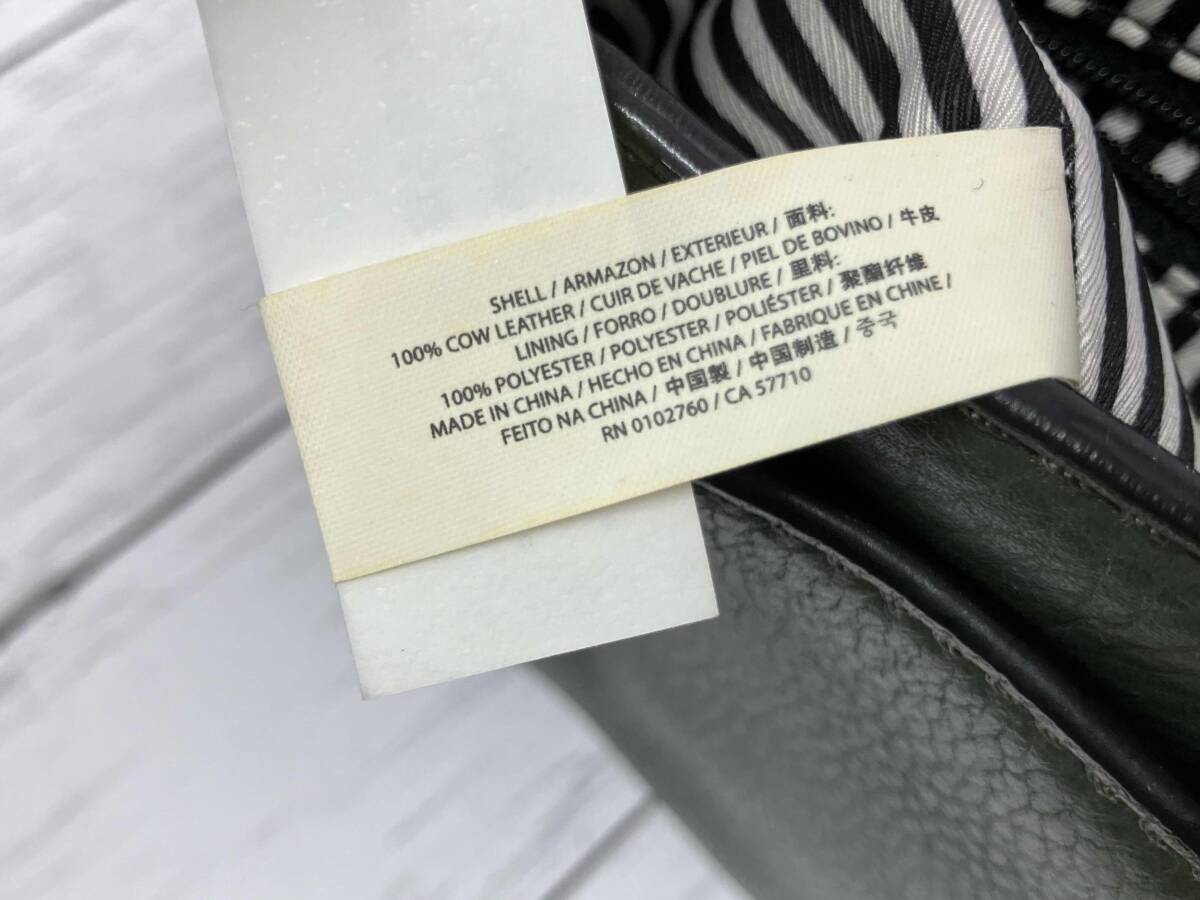 SHELL / ARMAZON / EXTERIEUR / 面料:
100% COW LEATHER / CUIR DE VACHE / PIEL DE BOVINO / 牛皮
LINING / FORRO / DOUBLURE / 里料:
100% POLYESTER / POLYESTER / POLIÉSTER / 聚酯纤维
MADE IN CHINA / HECHO EN CHINA / FABRIQUE EN CHINE /
FEITO NA CHINA / 中国製 / 中国制造 / 중국
RN 0102760 / CA 57710